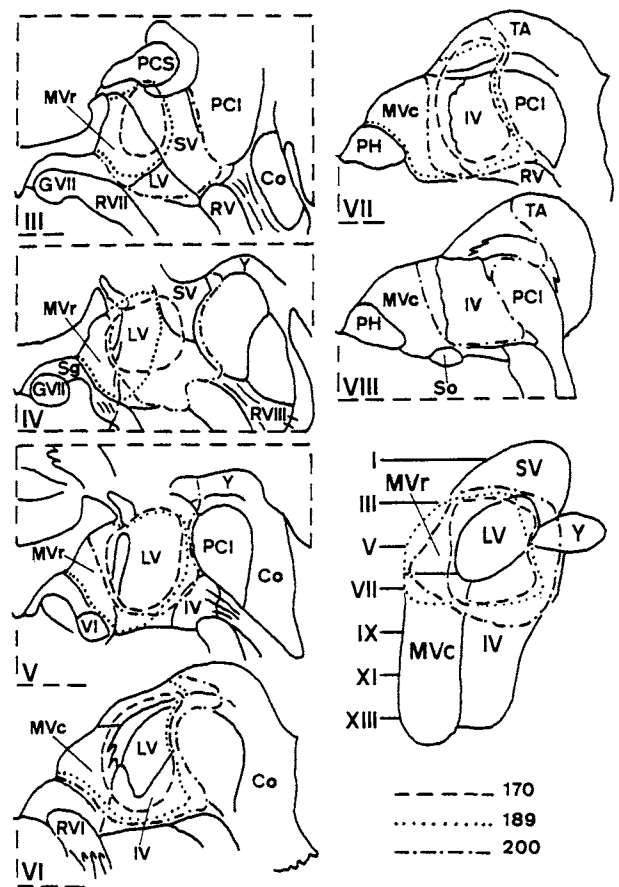 PCS
MVr
PCI
SV
GVII
LV
Co
RVII
RV
III
SV
Y
MVr
LV
Sg
GVII
RVIII
IV
Y
MVr
LV
PCI
Co
VI
IV
V
MVc
LV
Co
RVI
IV
VI
TA
MVc
IV
PCI
PH
RV
VII
TA
MVc
IV
PCI
PH
So
VIII
I
SV
MVr
III
LV
Y
V
VII
IX
MVc
IV
XI
XIII
170
189
200